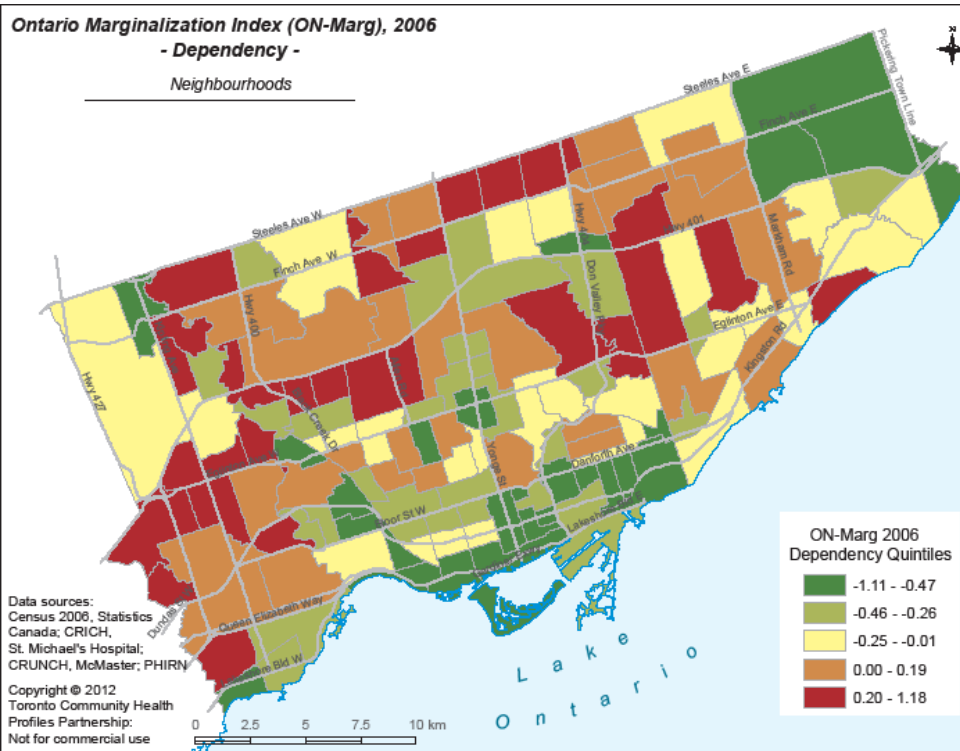 Ontario Marginalization Index (ON-Marg), 2006
- Dependency -
Neighbourhoods
N
Steeles Ave E
Pickering Town Line
Finch Ave E
Steeles Ave W
Finch Ave W
Hwy 401
Markham Rd
Hwy 400
Don Valley
Eglinton Ave E
Kingston Rd
Hwy 427
Creek Dr
Yonge St
Danforth Ave
Bloor St W
Lakeshore
Dundas
Queen Elizabeth Way
Bld W
Lake
Ontario
ON-Marg 2006
Dependency Quintiles
-1.11 - -0.47
-0.46 - -0.26
-0.25 - -0.01
0.00 - 0.19
0.20 - 1.18
Data sources:
Census 2006, Statistics
Canada; CRICH,
St. Michael's Hospital;
CRUNCH, McMaster; PHIRN
Copyright © 2012
Toronto Community Health
Profiles Partnership:
Not for commercial use
0 2.5 5 7.5 10 km